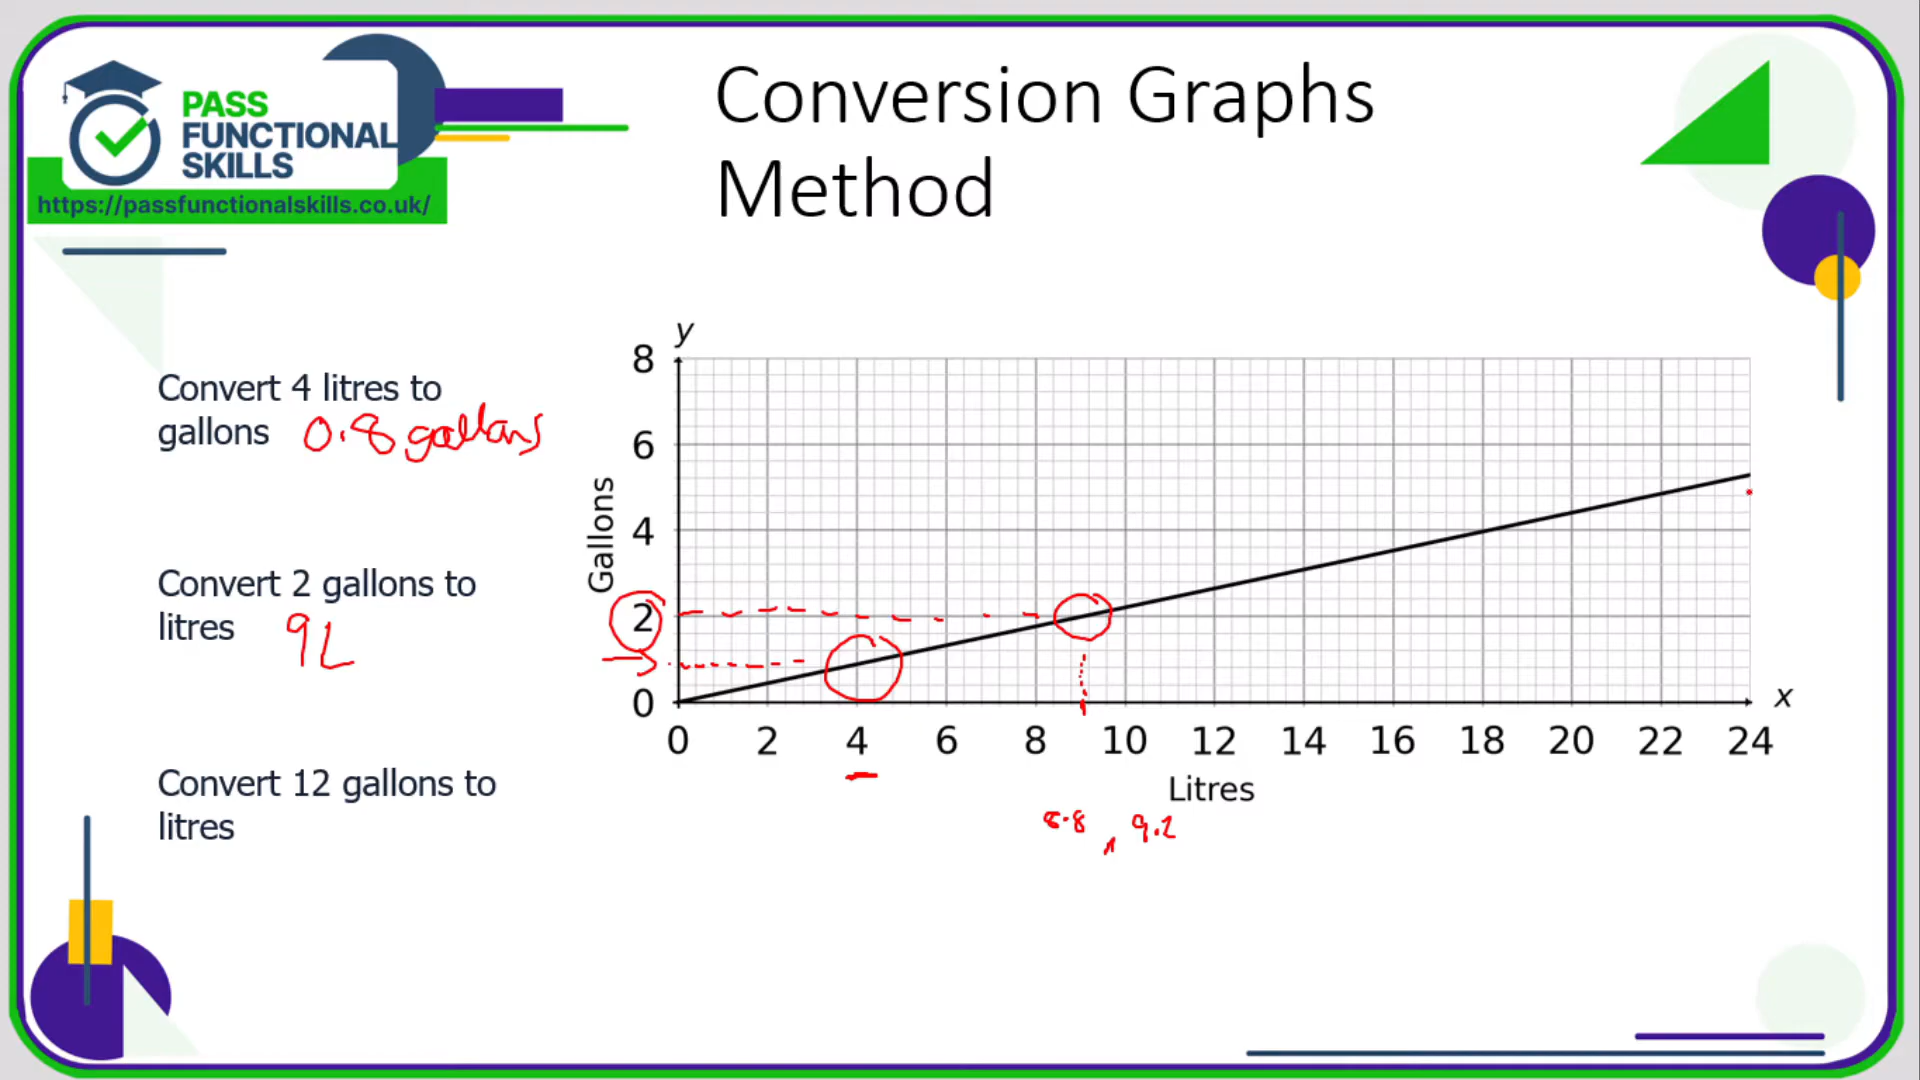 PASS
FUNCTIONAL
SKILLS
https://passfunctionalskills.co.uk/
Conversion Graphs
Method
Convert 4 litres to
gallons 0.8 gallons
Convert 2 gallons to
litres 9L
Convert 12 gallons to
litres
y
8
6
4
2
0
Gallons
0 2 4 6 8 10 12 14 16 18 20 22 24
x
Litres
8.8 , 9.2